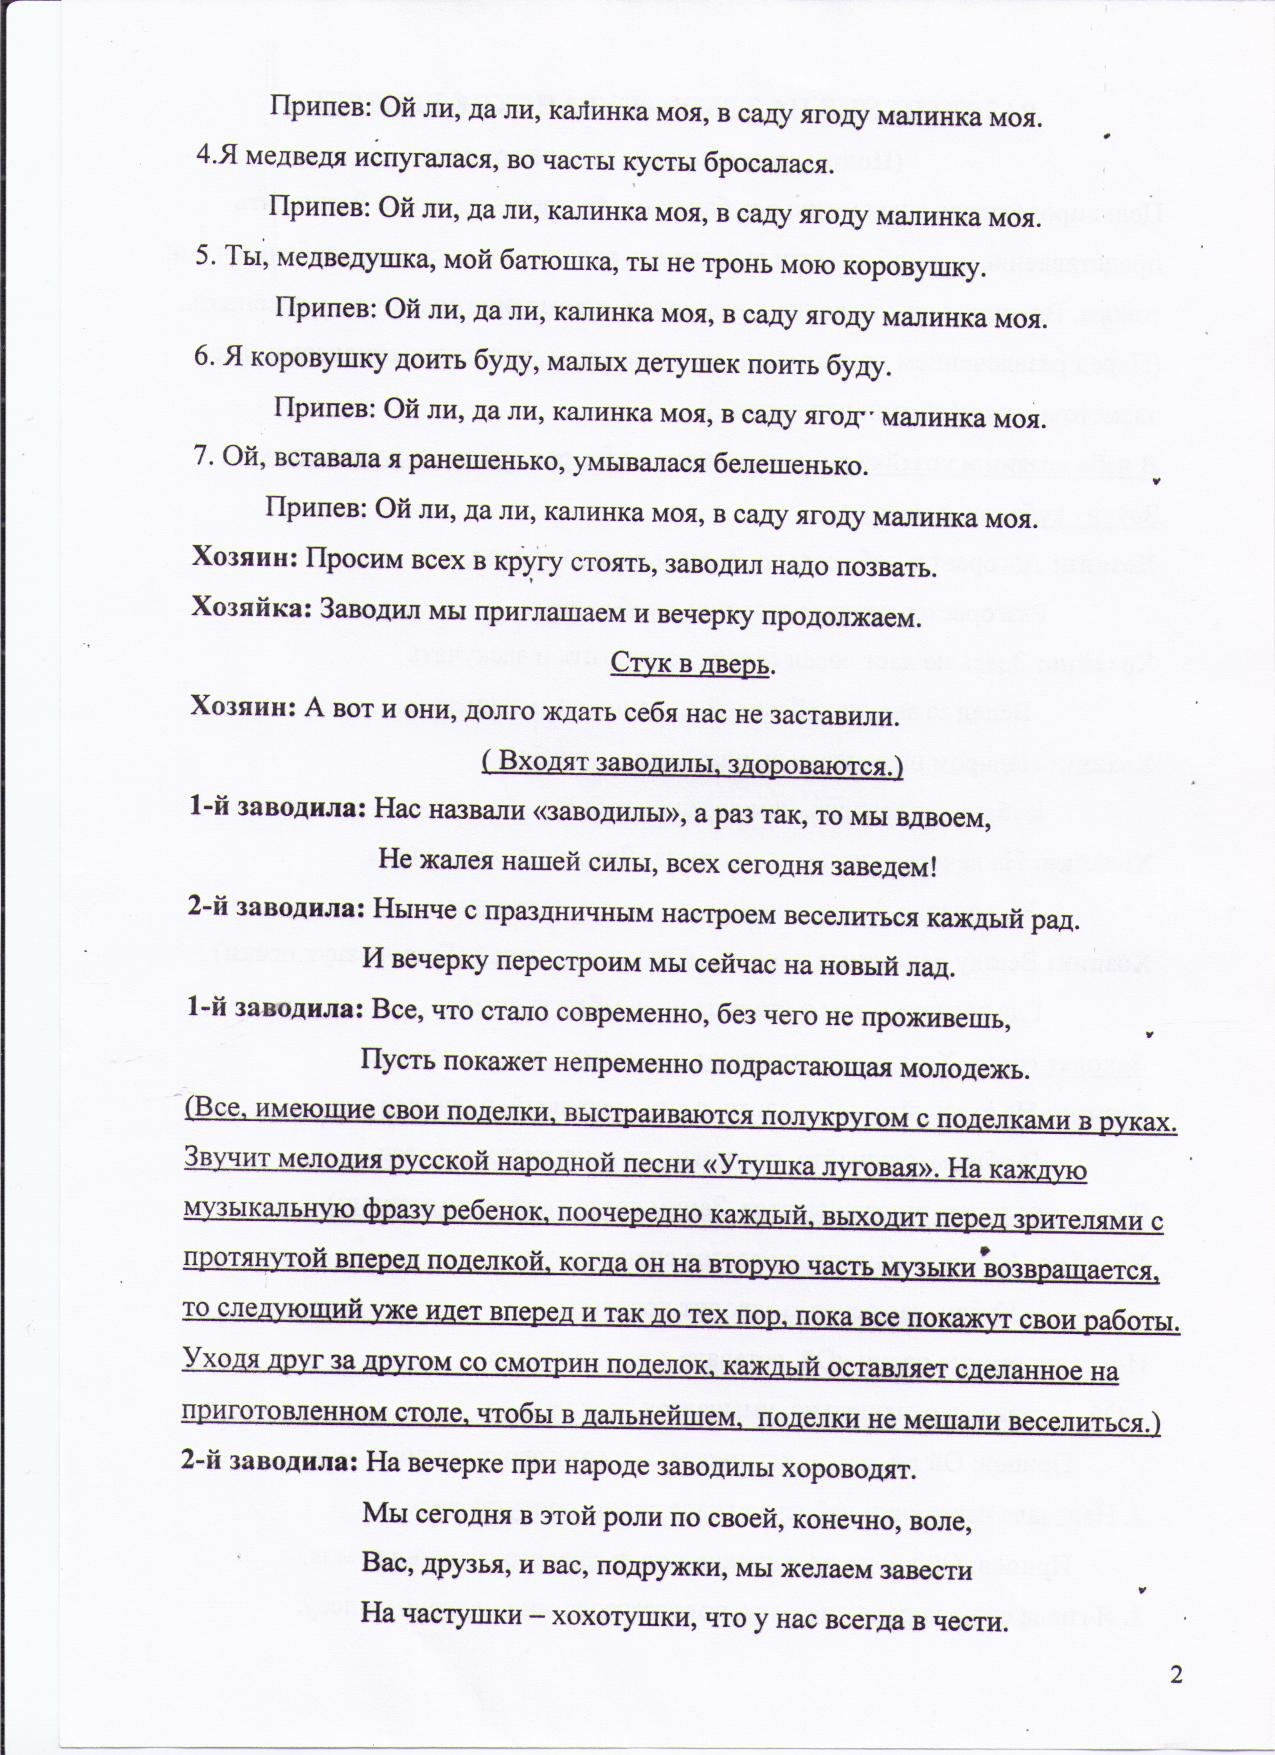 Припев: Ой ли, да ли, калинка моя, в саду ягоду малинка моя.
4.Я медведя испугалася, во часты кусты бросалася.
Припев: Ой ли, да ли, калинка моя, в саду ягоду малинка моя.
5. Ты, медведушка, мой батюшка, ты не тронь мою коровушку.
Припев: Ой ли, да ли, калинка моя, в саду ягоду малинка моя.
6. Я коровушку доить буду, малых детушек поить буду.
Припев: Ой ли, да ли, калинка моя, в саду ягод малинка моя.
7. Ой, вставала я ранешенько, умывалася белешенько.
Припев: Ой ли, да ли, калинка моя, в саду ягоду малинка моя.
Хозяин: Просим всех в кругу стоять, заводил надо позвать.
Хозяйка: Заводил мы приглашаем и вечерку продолжаем.
Стук в дверь.
Хозяин: А вот и они, долго ждать себя нас не заставили.
( Входят заводилы, здороваются.)
1-й заводила: Нас назвали «заводилы», а раз так, то мы вдвоем,
Не жалея нашей силы, всех сегодня заведем!
2-й заводила: Нынче с праздничным настроем веселиться каждый рад.
И вечерку перестроим мы сейчас на новый лад.
1-й заводила: Все, что стало современно, без чего не проживешь,
Пусть покажет непременно подрастающая молодежь.
(Все, имеющие свои поделки, выстраиваются полукругом с поделками в руках.
Звучит мелодия русской народной песни «Утушка луговая». На каждую
музыкальную фразу ребенок, поочередно каждый, выходит перед зрителями с
протянутой вперед поделкой, когда он на вторую часть музыки возвращается,
то следующий уже идет вперед и так до тех пор, пока все покажут свои работы.
Уходя друг за другом со смотрин поделок, каждый оставляет сделанное на
приготовленном столе, чтобы в дальнейшем, поделки не мешали веселиться.)
2-й заводила: На вечерке при народе заводилы хороводят.
Мы сегодня в этой роли по своей, конечно, воле,
Вас, друзья, и вас, подружки, мы желаем завести
На частушки – хохотушки, что у нас всегда в чести.
2